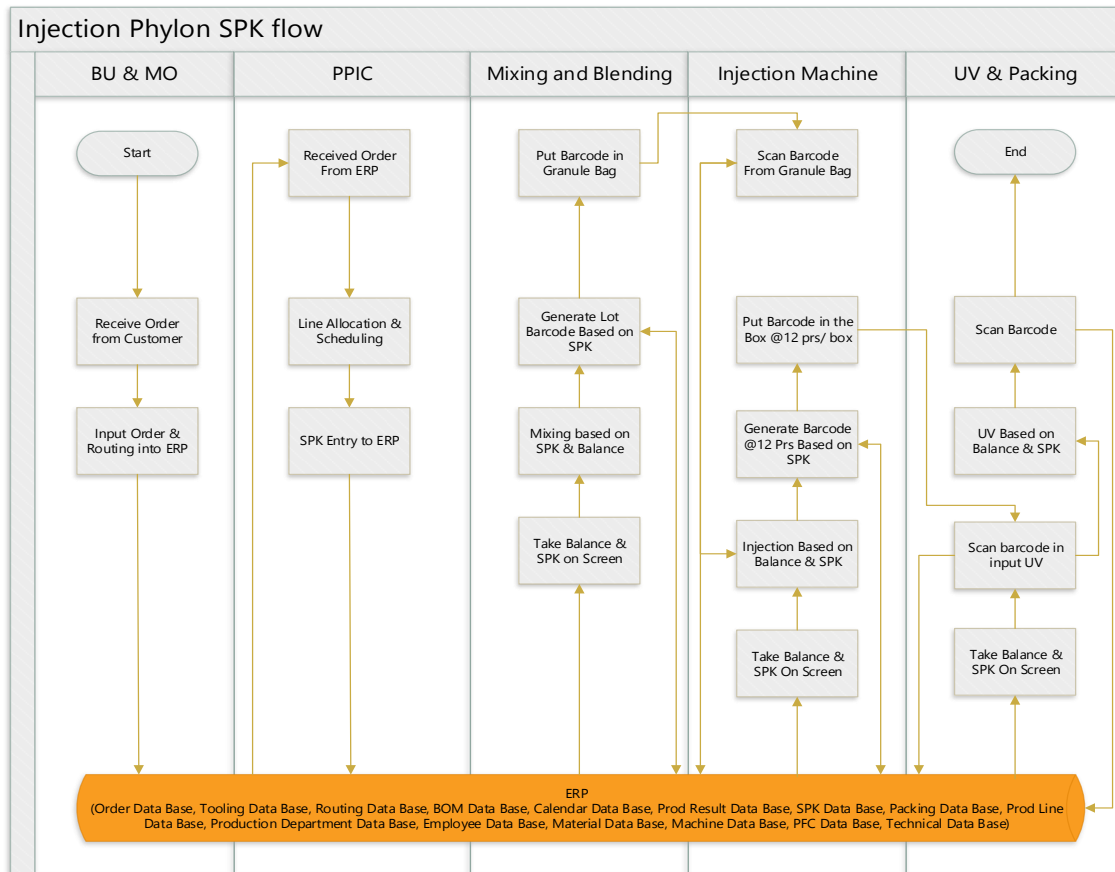 Injection Phylon SPK flow
BU & MO
PPIC
Mixing and Blending
Injection Machine
UV & Packing
Start
Receive Order
from Customer
Input Order &
Routing into ERP
Received Order
From ERP
Line Allocation &
Scheduling
SPK Entry to ERP
Put Barcode in
Granule Bag
Generate Lot
Barcode Based on
SPK
Mixing based on
SPK & Balance
Take Balance &
SPK on Screen
Scan Barcode
From Granule Bag
Put Barcode in the
Box @12 prs/ box
Generate Barcode
@12 Prs Based on
SPK
Injection Based on
Balance & SPK
Take Balance &
SPK On Screen
End
Scan Barcode
UV Based on
Balance & SPK
Scan barcode in
input UV
Take Balance &
SPK On Screen
ERP
(Order Data Base, Tooling Data Base, Routing Data Base, BOM Data Base, Calendar Data Base, Prod Result Data Base, SPK Data Base, Packing Data Base, Prod Line
Data Base, Production Department Data Base, Employee Data Base, Material Data Base, Machine Data Base, PFC Data Base, Technical Data Base)